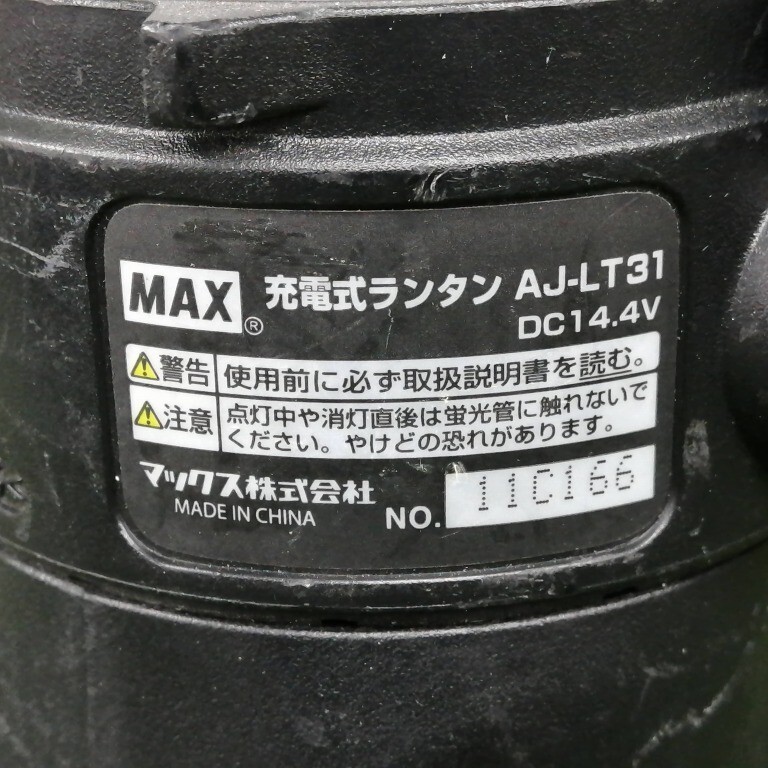 MAX® 充電式ランタン AJ-LT31
DC14.4V
警告 使用前に必ず取扱説明書を読む。
注意 点灯中や消灯直後は蛍光管に触れないで
ください。やけどの恐れがあります。
マックス株式会社
MADE IN CHINA
NO. 11C166